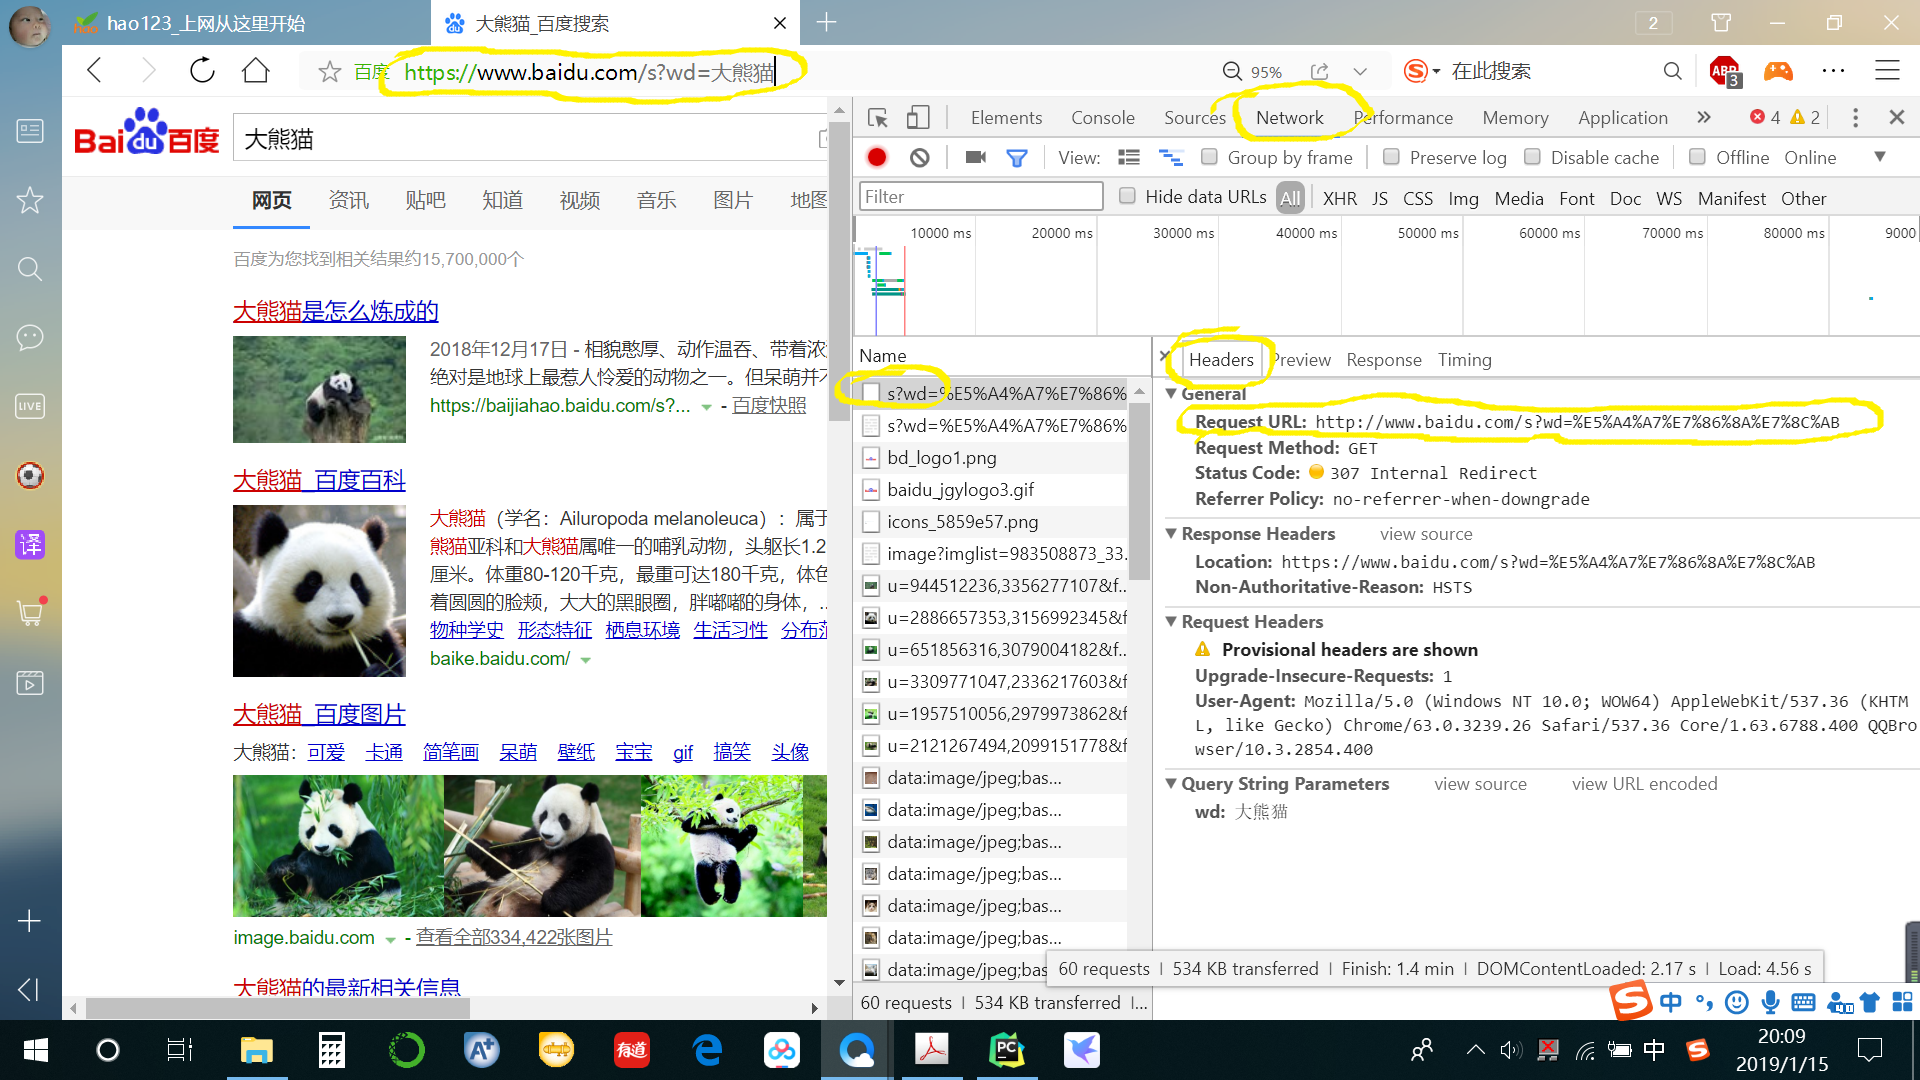 hao123_上网从这里开始
大熊猫_百度搜索
2
百度 https://www.baidu.com/s?wd=大熊猫
95%
在此搜索
ABP 3
Bai du 百度
大熊猫
网页 资讯 贴吧 知道 视频 音乐 图片 地图
百度为您找到相关结果约15,700,000个
大熊猫是怎么炼成的
2018年12月17日 - 相貌憨厚、动作温吞、带着浓
绝对是地球上最惹人怜爱的动物之一。但呆萌并不
https://baijiahao.baidu.com/s?... - 百度快照
大熊猫_百度百科
大熊猫（学名：Ailuropoda melanoleuca）：属于
熊猫亚科和大熊猫属唯一的哺乳动物，头躯长1.2
厘米。体重80-120千克，最重可达180千克，体色
着圆圆的脸颊，大大的黑眼圈，胖嘟嘟的身体，...
物种学史 形态特征 栖息环境 生活习性 分布范
baike.baidu.com/
大熊猫_百度图片
大熊猫：可爱 卡通 简笔画 呆萌 壁纸 宝宝 gif 搞笑 头像
image.baidu.com - 查看全部334,422张图片
大熊猫的最新相关信息
LIVE
译
Elements Console Sources Network Performance Memory Application » 4 2
View: Group by frame Preserve log Disable cache Offline Online
Filter Hide data URLs All XHR JS CSS Img Media Font Doc WS Manifest Other
10000 ms 20000 ms 30000 ms 40000 ms 50000 ms 60000 ms 70000 ms 80000 ms 9000
Name
s?wd=%E5%A4%A7%E7%86%
s?wd=%E5%A4%A7%E7%86%
bd_logo1.png
baidu_jgylogo3.gif
icons_5859e57.png
image?imglist=983508873_33...
u=944512236,3356277107&f...
u=2886657353,3156992345&f
u=651856316,3079004182&f...
u=3309771047,2336217603&f
u=1957510056,2979973862&f
u=2121267494,2099151778&f
data:image/jpeg;bas...
data:image/jpeg;bas...
data:image/jpeg;bas...
data:image/jpeg;bas...
data:image/jpeg;bas...
data:image/jpeg;bas...
data:image/jpeg;bas
60 requests | 534 KB transferred |...
Headers Preview Response Timing
General
Request URL: http://www.baidu.com/s?wd=%E5%A4%A7%E7%86%8A%E7%8C%AB
Request Method: GET
Status Code: 307 Internal Redirect
Referrer Policy: no-referrer-when-downgrade
Response Headers view source
Location: https://www.baidu.com/s?wd=%E5%A4%A7%E7%86%8A%E7%8C%AB
Non-Authoritative-Reason: HSTS
Request Headers
Provisional headers are shown
Upgrade-Insecure-Requests: 1
User-Agent: Mozilla/5.0 (Windows NT 10.0; WOW64) AppleWebKit/537.36 (KHTM
L, like Gecko) Chrome/63.0.3239.26 Safari/537.36 Core/1.63.6788.400 QQBro
wser/10.3.2854.400
Query String Parameters view source view URL encoded
wd: 大熊猫
60 requests | 534 KB transferred | Finish: 1.4 min | DOMContentLoaded: 2.17 s | Load: 4.56 s
中
A+
有道
PC
中
20:09
2019/1/15